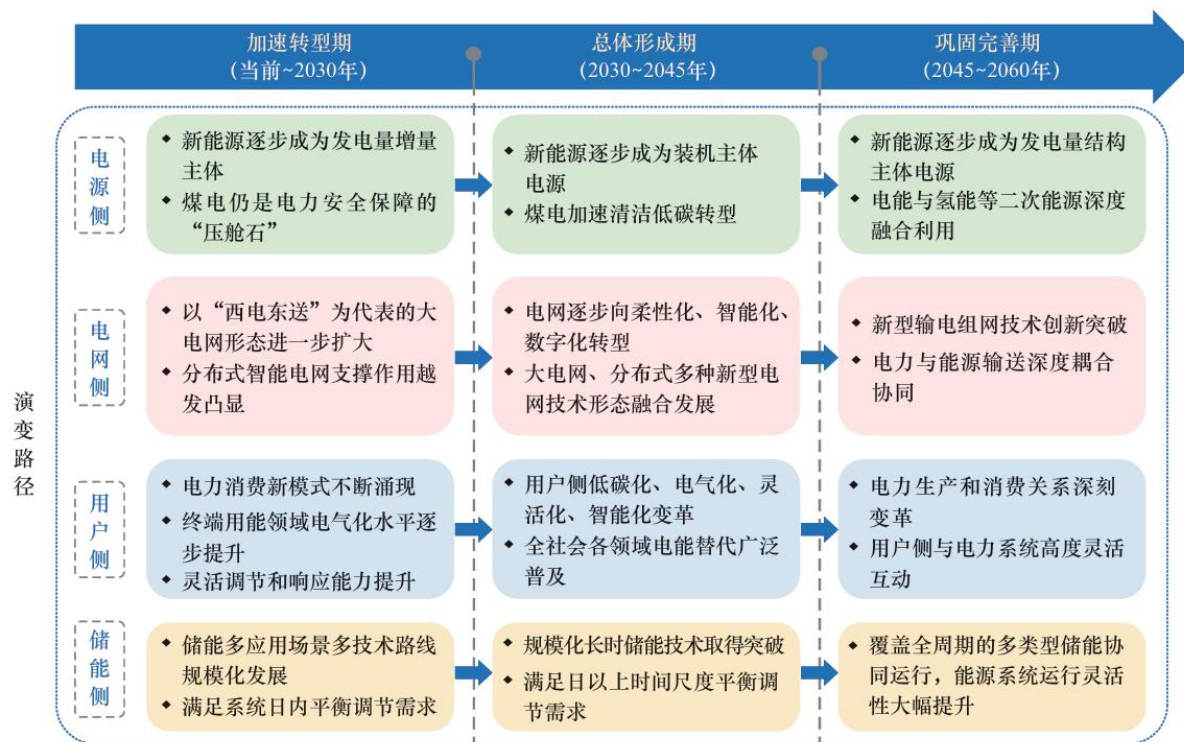 加速转型期
(当前~2030年)
总体形成期
(2030~2045年)
巩固完善期
(2045~2060年)
演变路径
电源侧
◆ 新能源逐步成为发电量增量
主体
◆ 煤电仍是电力安全保障的
“压舱石”
◆ 新能源逐步成为装机主体
电源
◆ 煤电加速清洁低碳转型
◆ 新能源逐步成为发电量结构
主体电源
◆ 电能与氢能等二次能源深度
融合利用
电网侧
◆ 以“西电东送”为代表的大
电网形态进一步扩大
◆ 分布式智能电网支撑作用越
发凸显
◆ 电网逐步向柔性化、智能化、
数字化转型
◆ 大电网、分布式多种新型电
网技术形态融合发展
◆ 新型输电组网技术创新突破
◆ 电力与能源输送深度耦合
协同
用户侧
◆ 电力消费新模式不断涌现
◆ 终端用能领域电气化水平逐
步提升
◆ 灵活调节和响应能力提升
◆ 用户侧低碳化、电气化、灵
活化、智能化变革
◆ 全社会各领域电能替代广泛
普及
◆ 电力生产和消费关系深刻
变革
◆ 用户侧与电力系统高度灵活
互动
储能侧
◆ 储能多应用场景多技术路线
规模化发展
◆ 满足系统日内平衡调节需求
◆ 规模化长时储能技术取得突破
◆ 满足日以上时间尺度平衡调
节需求
◆ 覆盖全周期的多类型储能协
同运行，能源系统运行灵活
性大幅提升